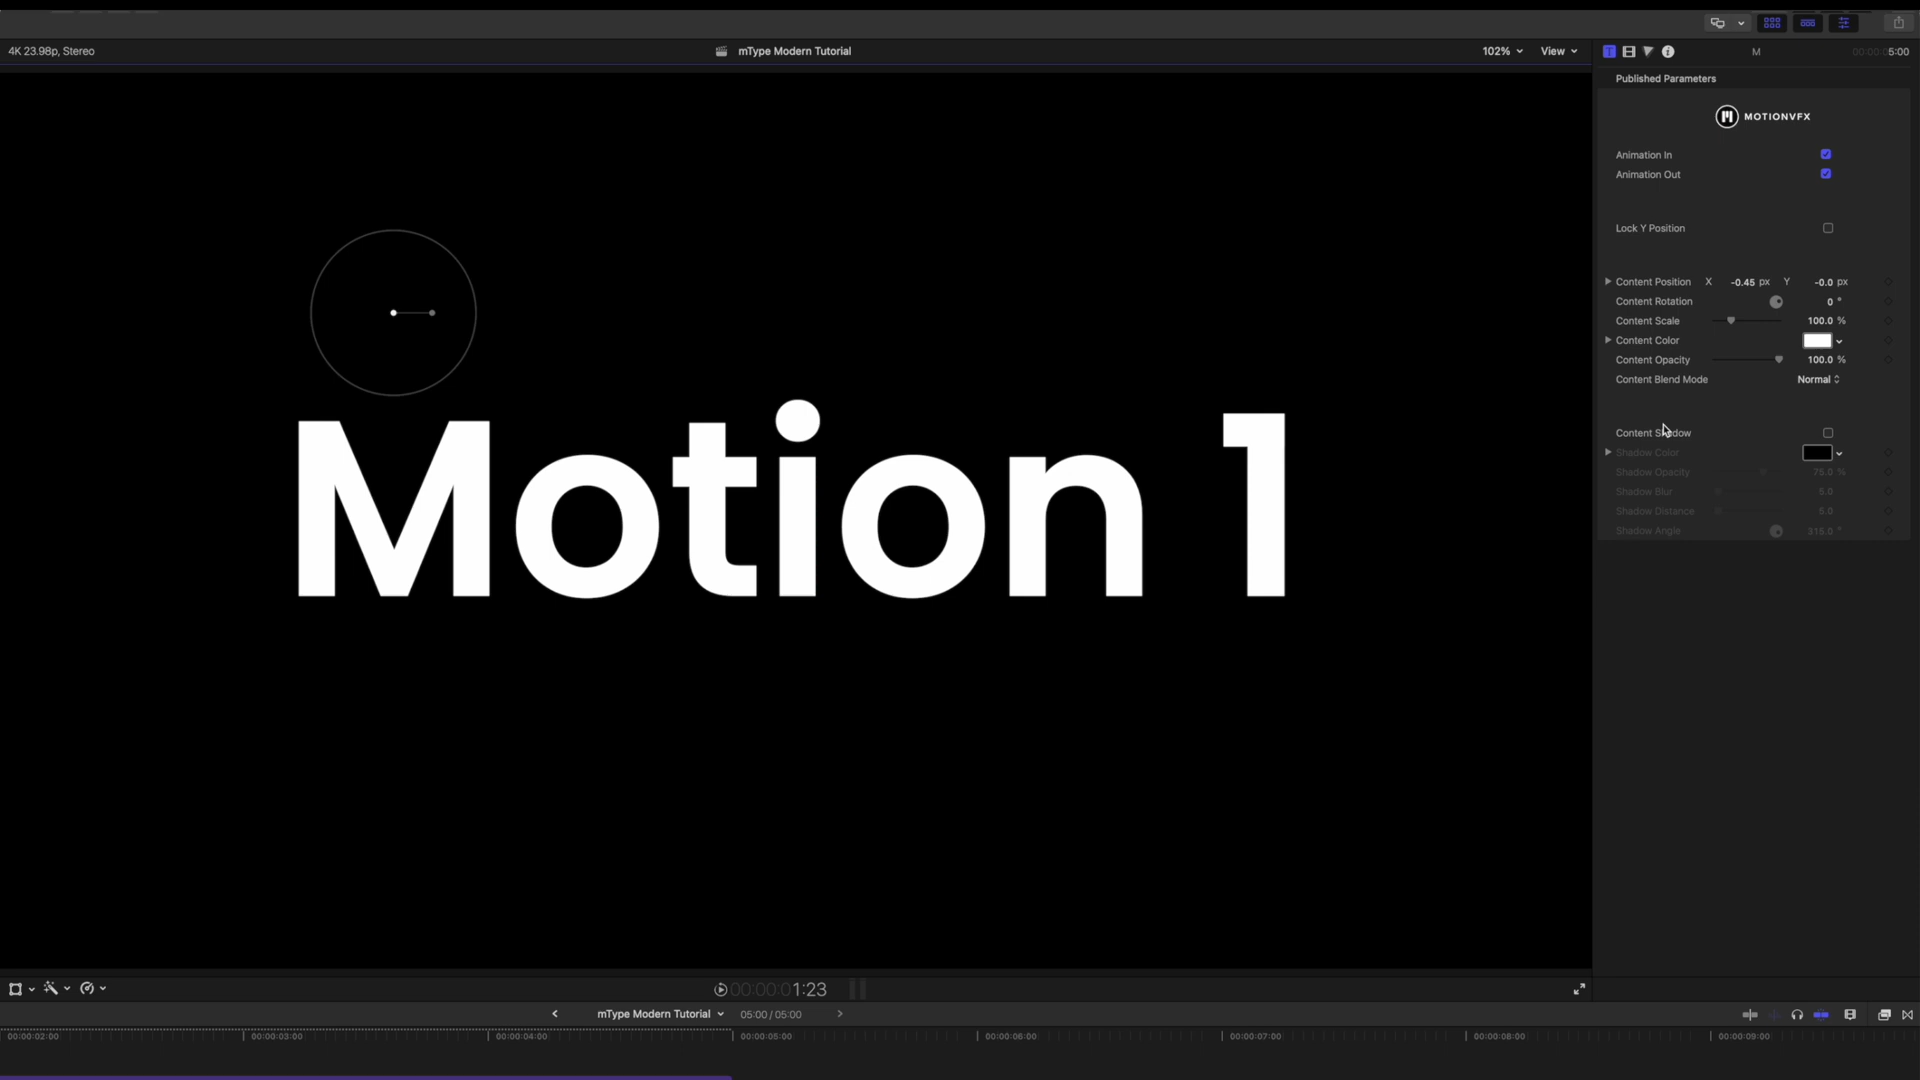 4K 23.98p, Stereo
mType Modern Tutorial
102%
View
M
00:00:05:00
Published Parameters
MOTIONVFX
Animation In
Animation Out
Lock Y Position
Content Position X -0.45 px Y -0.0 px
Content Rotation 0 °
Content Scale 100.0 %
Content Color
Content Opacity 100.0 %
Content Blend Mode Normal
Content Shadow
Shadow Color
Shadow Opacity 75.0 %
Shadow Blur 5.0
Shadow Distance 5.0
Shadow Angle 315.0 °
Motion 1
00:00:01:23
mType Modern Tutorial
05:00 / 05:00
00:00:02:00
00:00:03:00
00:00:04:00
00:00:05:00
00:00:06:00
00:00:07:00
00:00:08:00
00:00:09:00